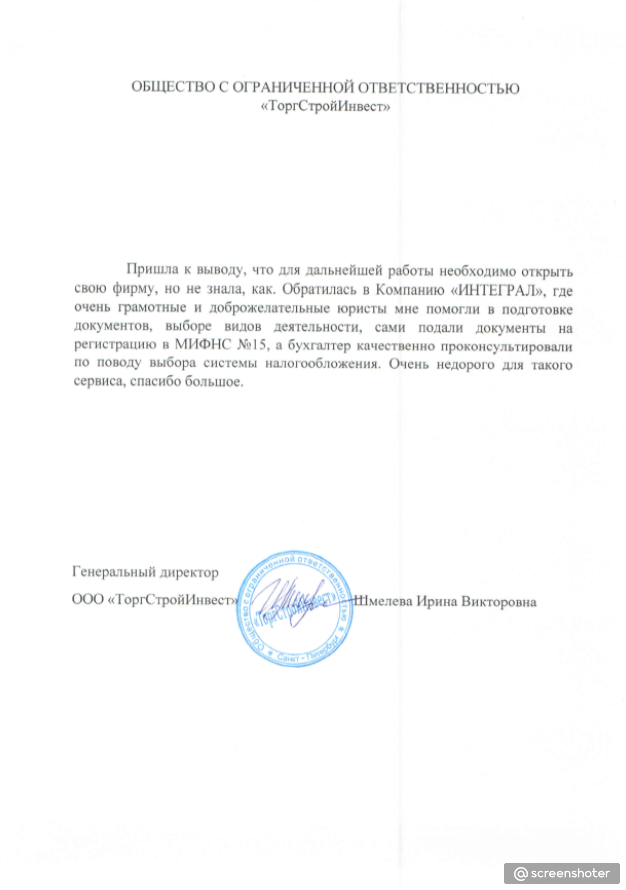 ОБЩЕСТВО С ОГРАНИЧЕННОЙ ОТВЕТСТВЕННОСТЬЮ
«ТоргСтройИнвест»
Пришла к выводу, что для дальнейшей работы необходимо открыть
свою фирму, но не знала, как. Обратилась в Компанию «ИНТЕГРАЛ», где
очень грамотные и доброжелательные юристы мне помогли в подготовке
документов, выборе видов деятельности, сами подали документы на
регистрацию в МИФНС №15, а бухгалтер качественно проконсультировали
по поводу выбора системы налогообложения. Очень недорого для такого
сервиса, спасибо большое.
Генеральный директор
ООО «ТоргСтройИнвест»
Общество с ограниченной ответственностью
«ТоргСтройИнвест»
Санкт - Петербург
Шмелева Ирина Викторовна
@screenshoter